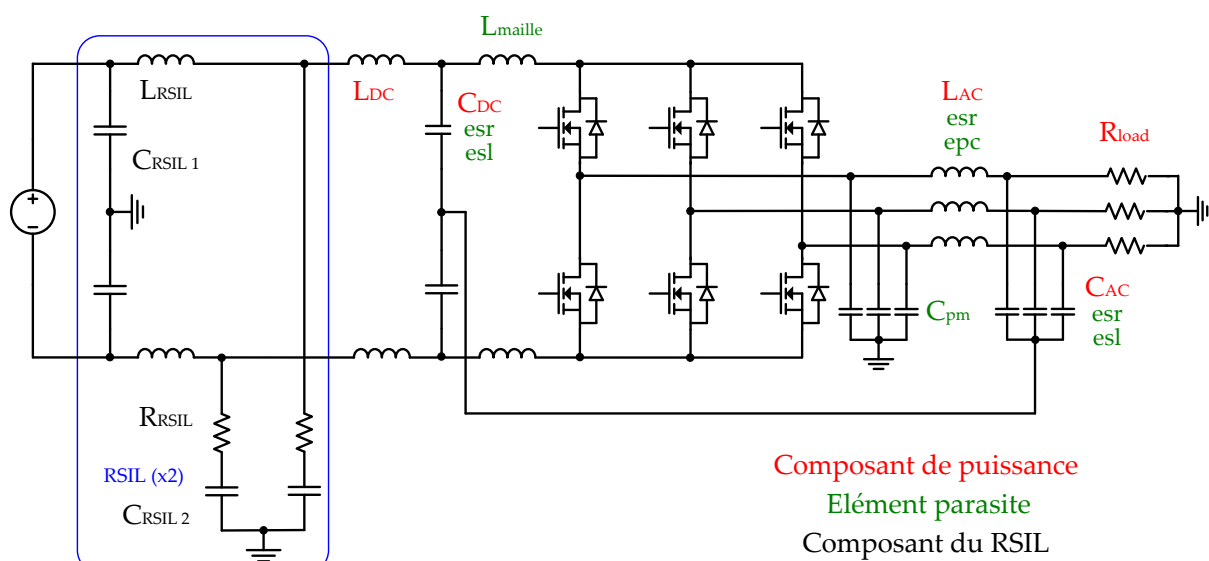 Lmaille
LRSIL
LDC
CDC
esr
esl
LAC
esr
epc
Rload
CRSIL 1
+
-
Cpm
CAC
esr
esl
RRSIL
RSIL (x2)
CRSIL 2
Composant de puissance
Elément parasite
Composant du RSIL